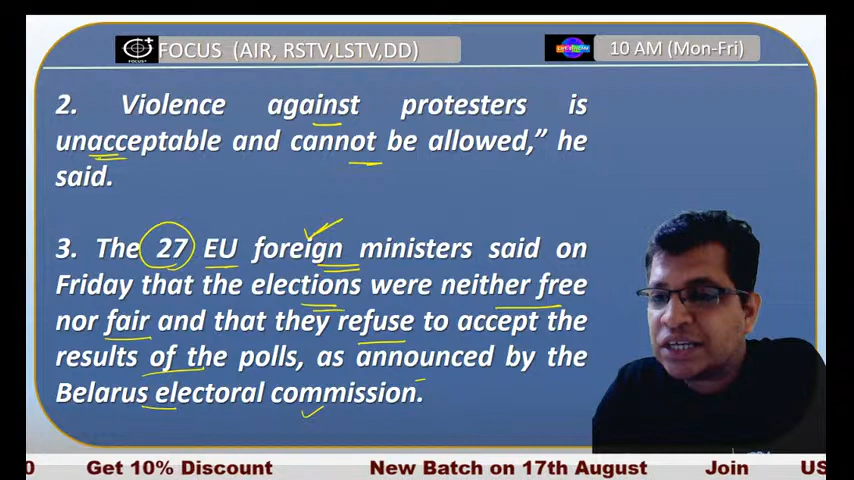 FOCUS (AIR, RSTV,LSTV,DD)
10 AM (Mon-Fri)
2. Violence against protesters is
unacceptable and cannot be allowed,” he
said.
3. The 27 EU foreign ministers said on
Friday that the elections were neither free
nor fair and that they refuse to accept the
results of the polls, as announced by the
Belarus electoral commission.
0 Get 10% Discount New Batch on 17th August Join US